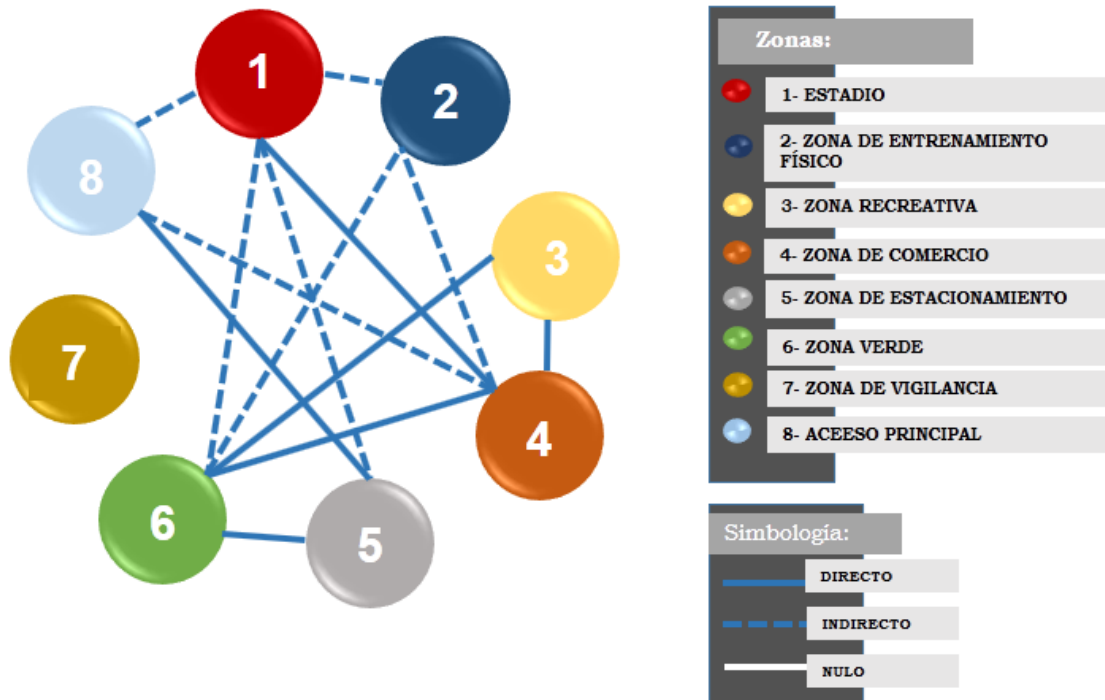 1
2
3
4
5
6
7
8
Zonas:
1- ESTADIO
2- ZONA DE ENTRENAMIENTO
FÍSICO
3- ZONA RECREATIVA
4- ZONA DE COMERCIO
5- ZONA DE ESTACIONAMIENTO
6- ZONA VERDE
7- ZONA DE VIGILANCIA
8- ACEESO PRINCIPAL
Simbología:
DIRECTO
INDIRECTO
NULO